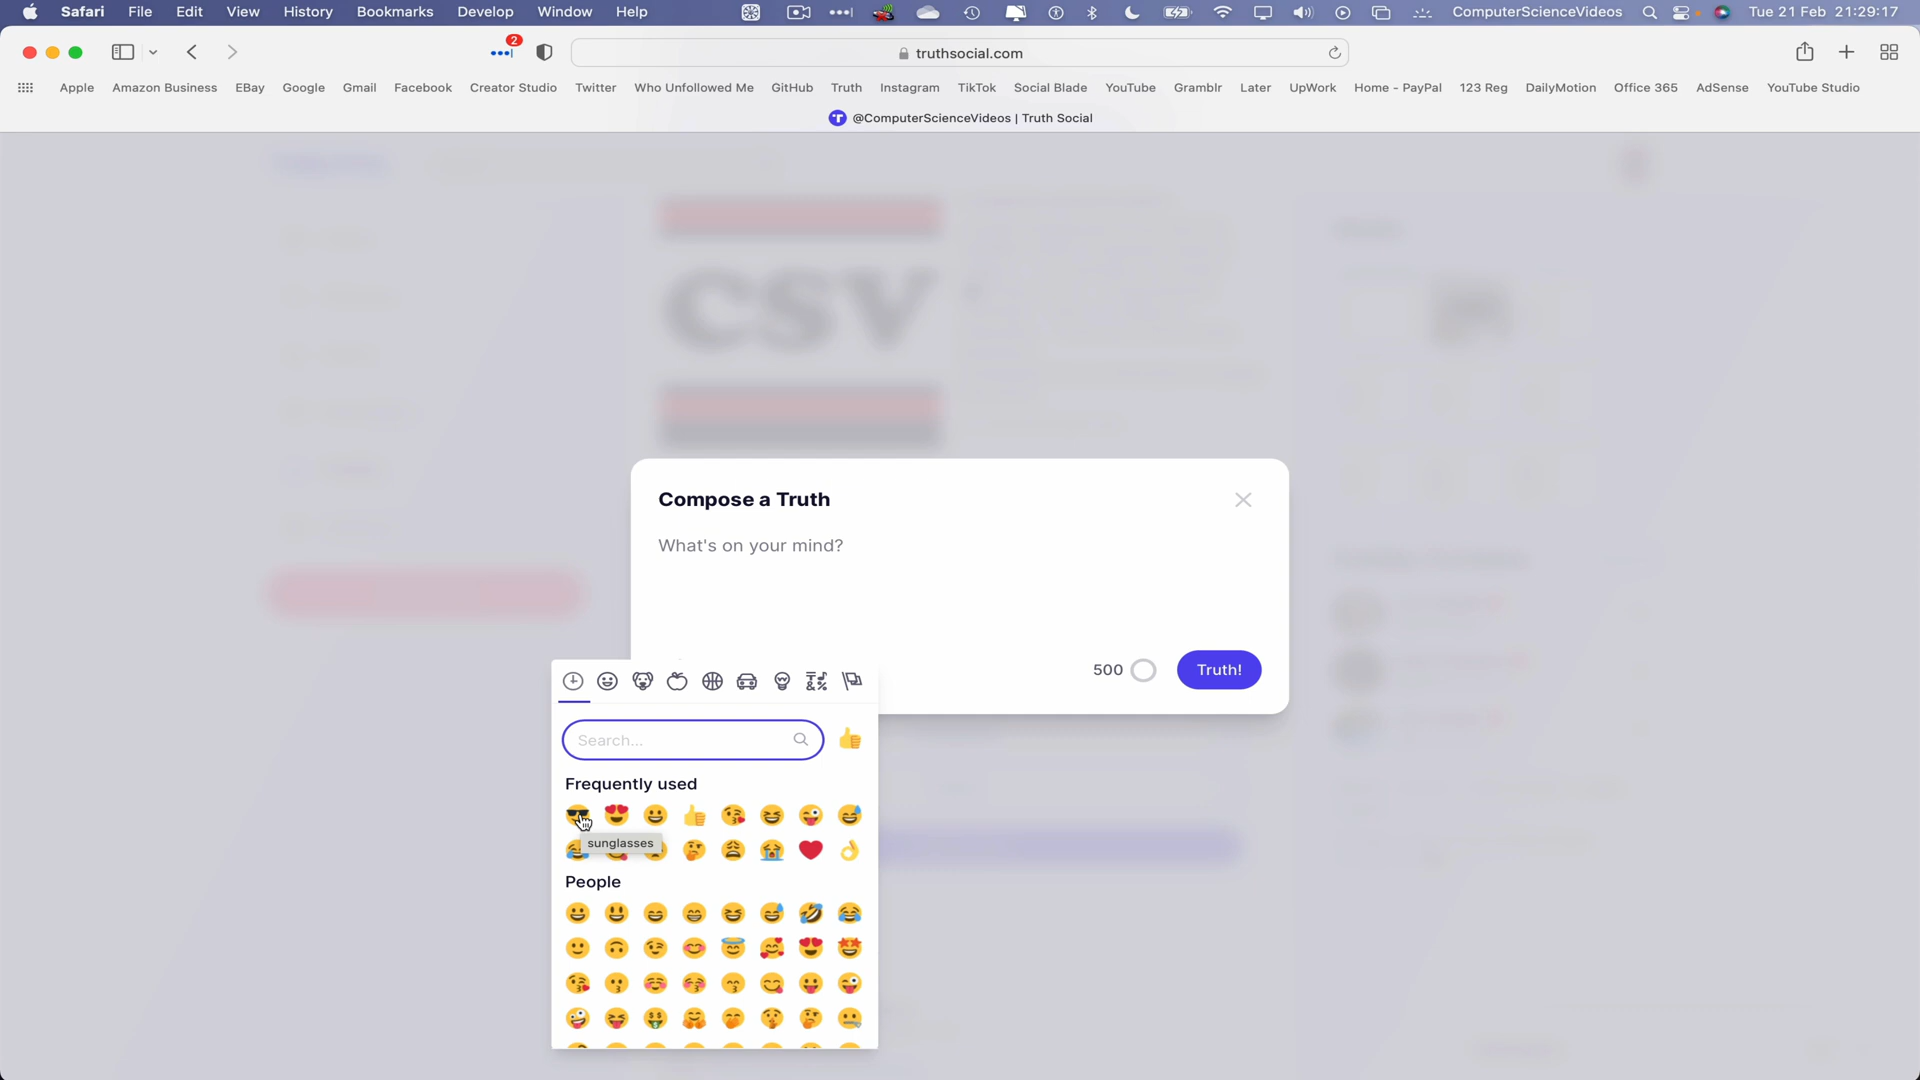 Safari File Edit View History Bookmarks Develop Window Help ComputerScienceVideos Tue 21 Feb 21:29:17
2
truthsocial.com
Apple Amazon Business EBay Google Gmail Facebook Creator Studio Twitter Who Unfollowed Me GitHub Truth Instagram TikTok Social Blade YouTube Gramblr Later UpWork Home - PayPal 123 Reg DailyMotion Office 365 AdSense YouTube Studio
@ComputerScienceVideos | Truth Social
CSV
Compose a Truth
What's on your mind?
500 Truth!
Search...
Frequently used
sunglasses
People